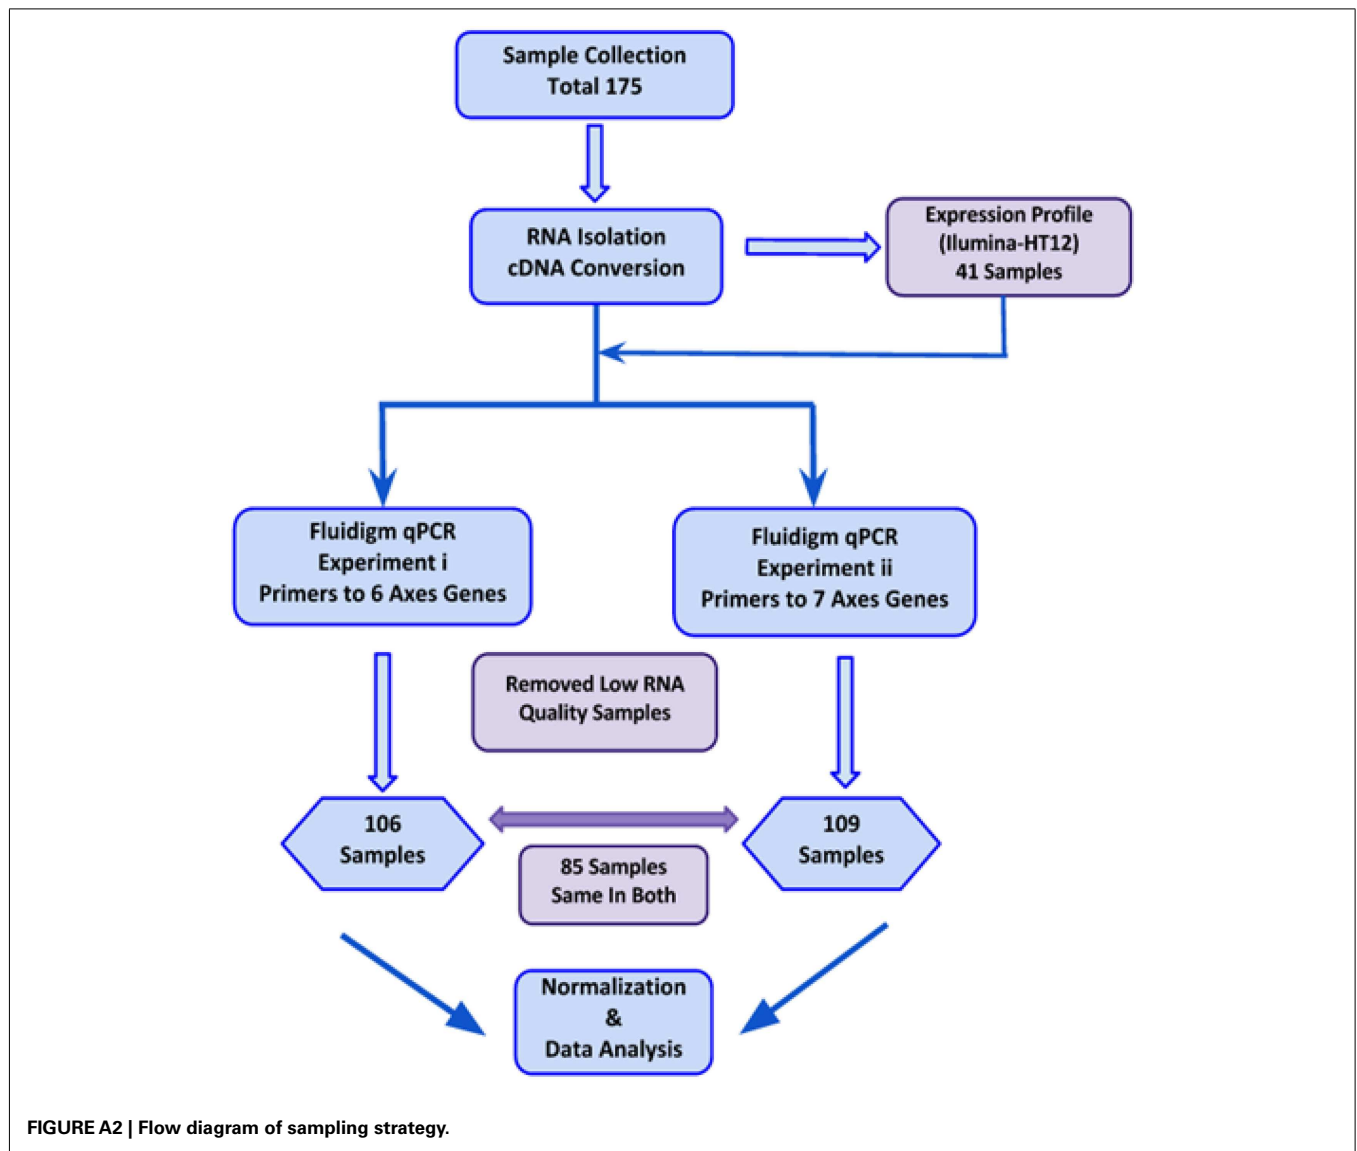 Sample Collection
Total 175
RNA Isolation
cDNA Conversion
Expression Profile
(Ilumina-HT12)
41 Samples
Fluidigm qPCR
Experiment i
Primers to 6 Axes Genes
Fluidigm qPCR
Experiment ii
Primers to 7 Axes Genes
Removed Low RNA
Quality Samples
106
Samples
109
Samples
85 Samples
Same In Both
Normalization
&
Data Analysis
FIGURE A2 | Flow diagram of sampling strategy.